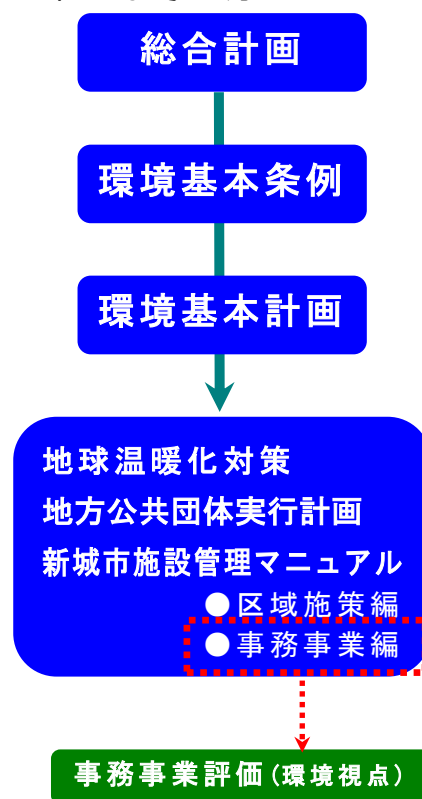 総合計画
環境基本条例
環境基本計画
地球温暖化対策
地方公共団体実行計画
新城市施設管理マニュアル
●区域施策編
●事務事業編
事務事業評価(環境視点)